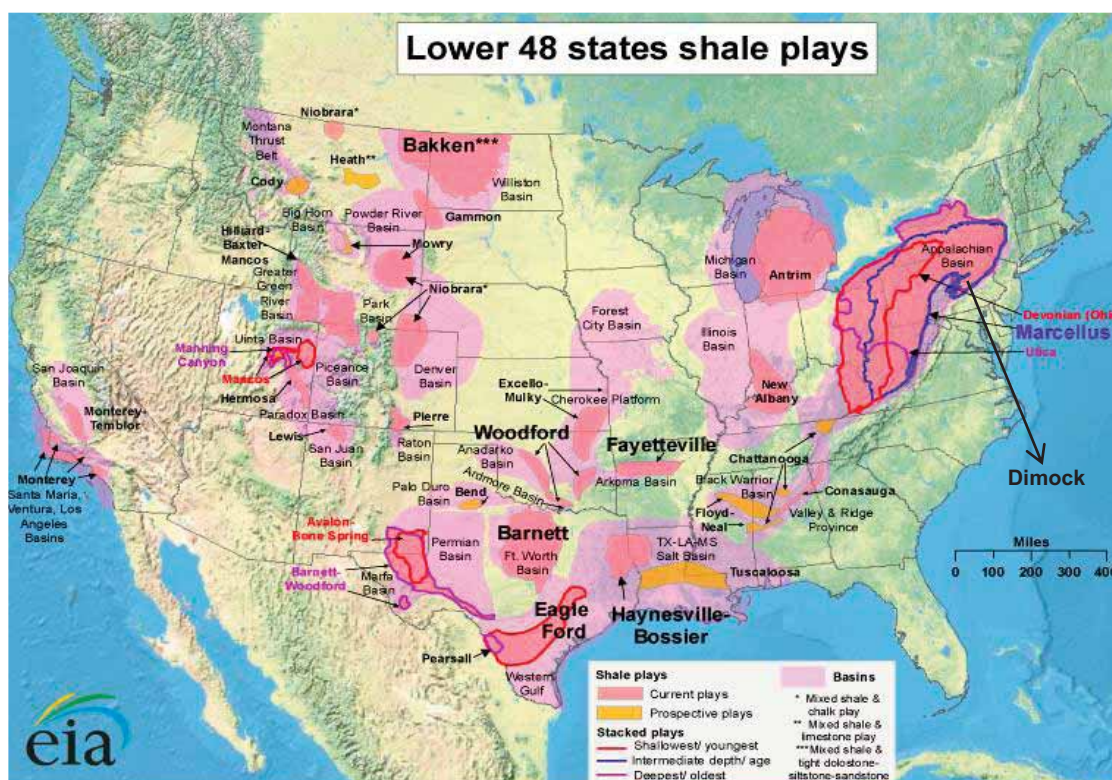 Lower 48 states shale plays
Niobrara*
Montana
Thrust
Belt
Bakken***
Heath**
Cody
Williston
Basin
Big Horn
Basin
Powder River
Basin
Gammon
Hilliard-
Baxter-
Mancos
Mowry
Greater
Green
River
Basin
Niobrara*
Park
Basin
Michigan
Basin
Antrim
Appalachian
Basin
Devonian (Ohi
Marcellus
Utica
Forest
City Basin
Illinois
Basin
Uinta Basin
Manning
Canyon
Mancos
Piceance
Basin
Denver
Basin
San Joaquin
Basin
Hermosa
Paradox Basin
Excello-
Mulky
Cherokee Platform
New
Albany
Monterey-
Temblor
Pierre
Lewis
San Juan
Basin
Raton
Basin
Woodford
Anadarko
Basin
Fayetteville
Chattanooga
Dimock
Monterey
Santa Maria,
Ventura, Los
Angeles
Basins
Palo Duro
Basin
Bend
Ardmore Basin
Arkoma Basin
Black Warrior
Basin
Conasauga
Floyd-
Neal
Valley & Ridge
Province
Avalon-
Bone Spring
Permian
Basin
Barnett
Ft. Worth
Basin
TX-LA-MS
Salt Basin
Tuscaloosa
Miles
0 100 200 300 400
Barnett-
Woodford
Marfa
Basin
Eagle
Ford
Haynesville-
Bossier
Pearsall
Western
Gulf
Shale plays
Current plays
Prospective plays
Stacked plays
Shallowest/ youngest
Intermediate depth/ age
Deepest/ oldest
Basins
* Mixed shale &
chalk play
** Mixed shale &
limestone play
***Mixed shale &
tight dolostone-
siltstone-sandstone
eia